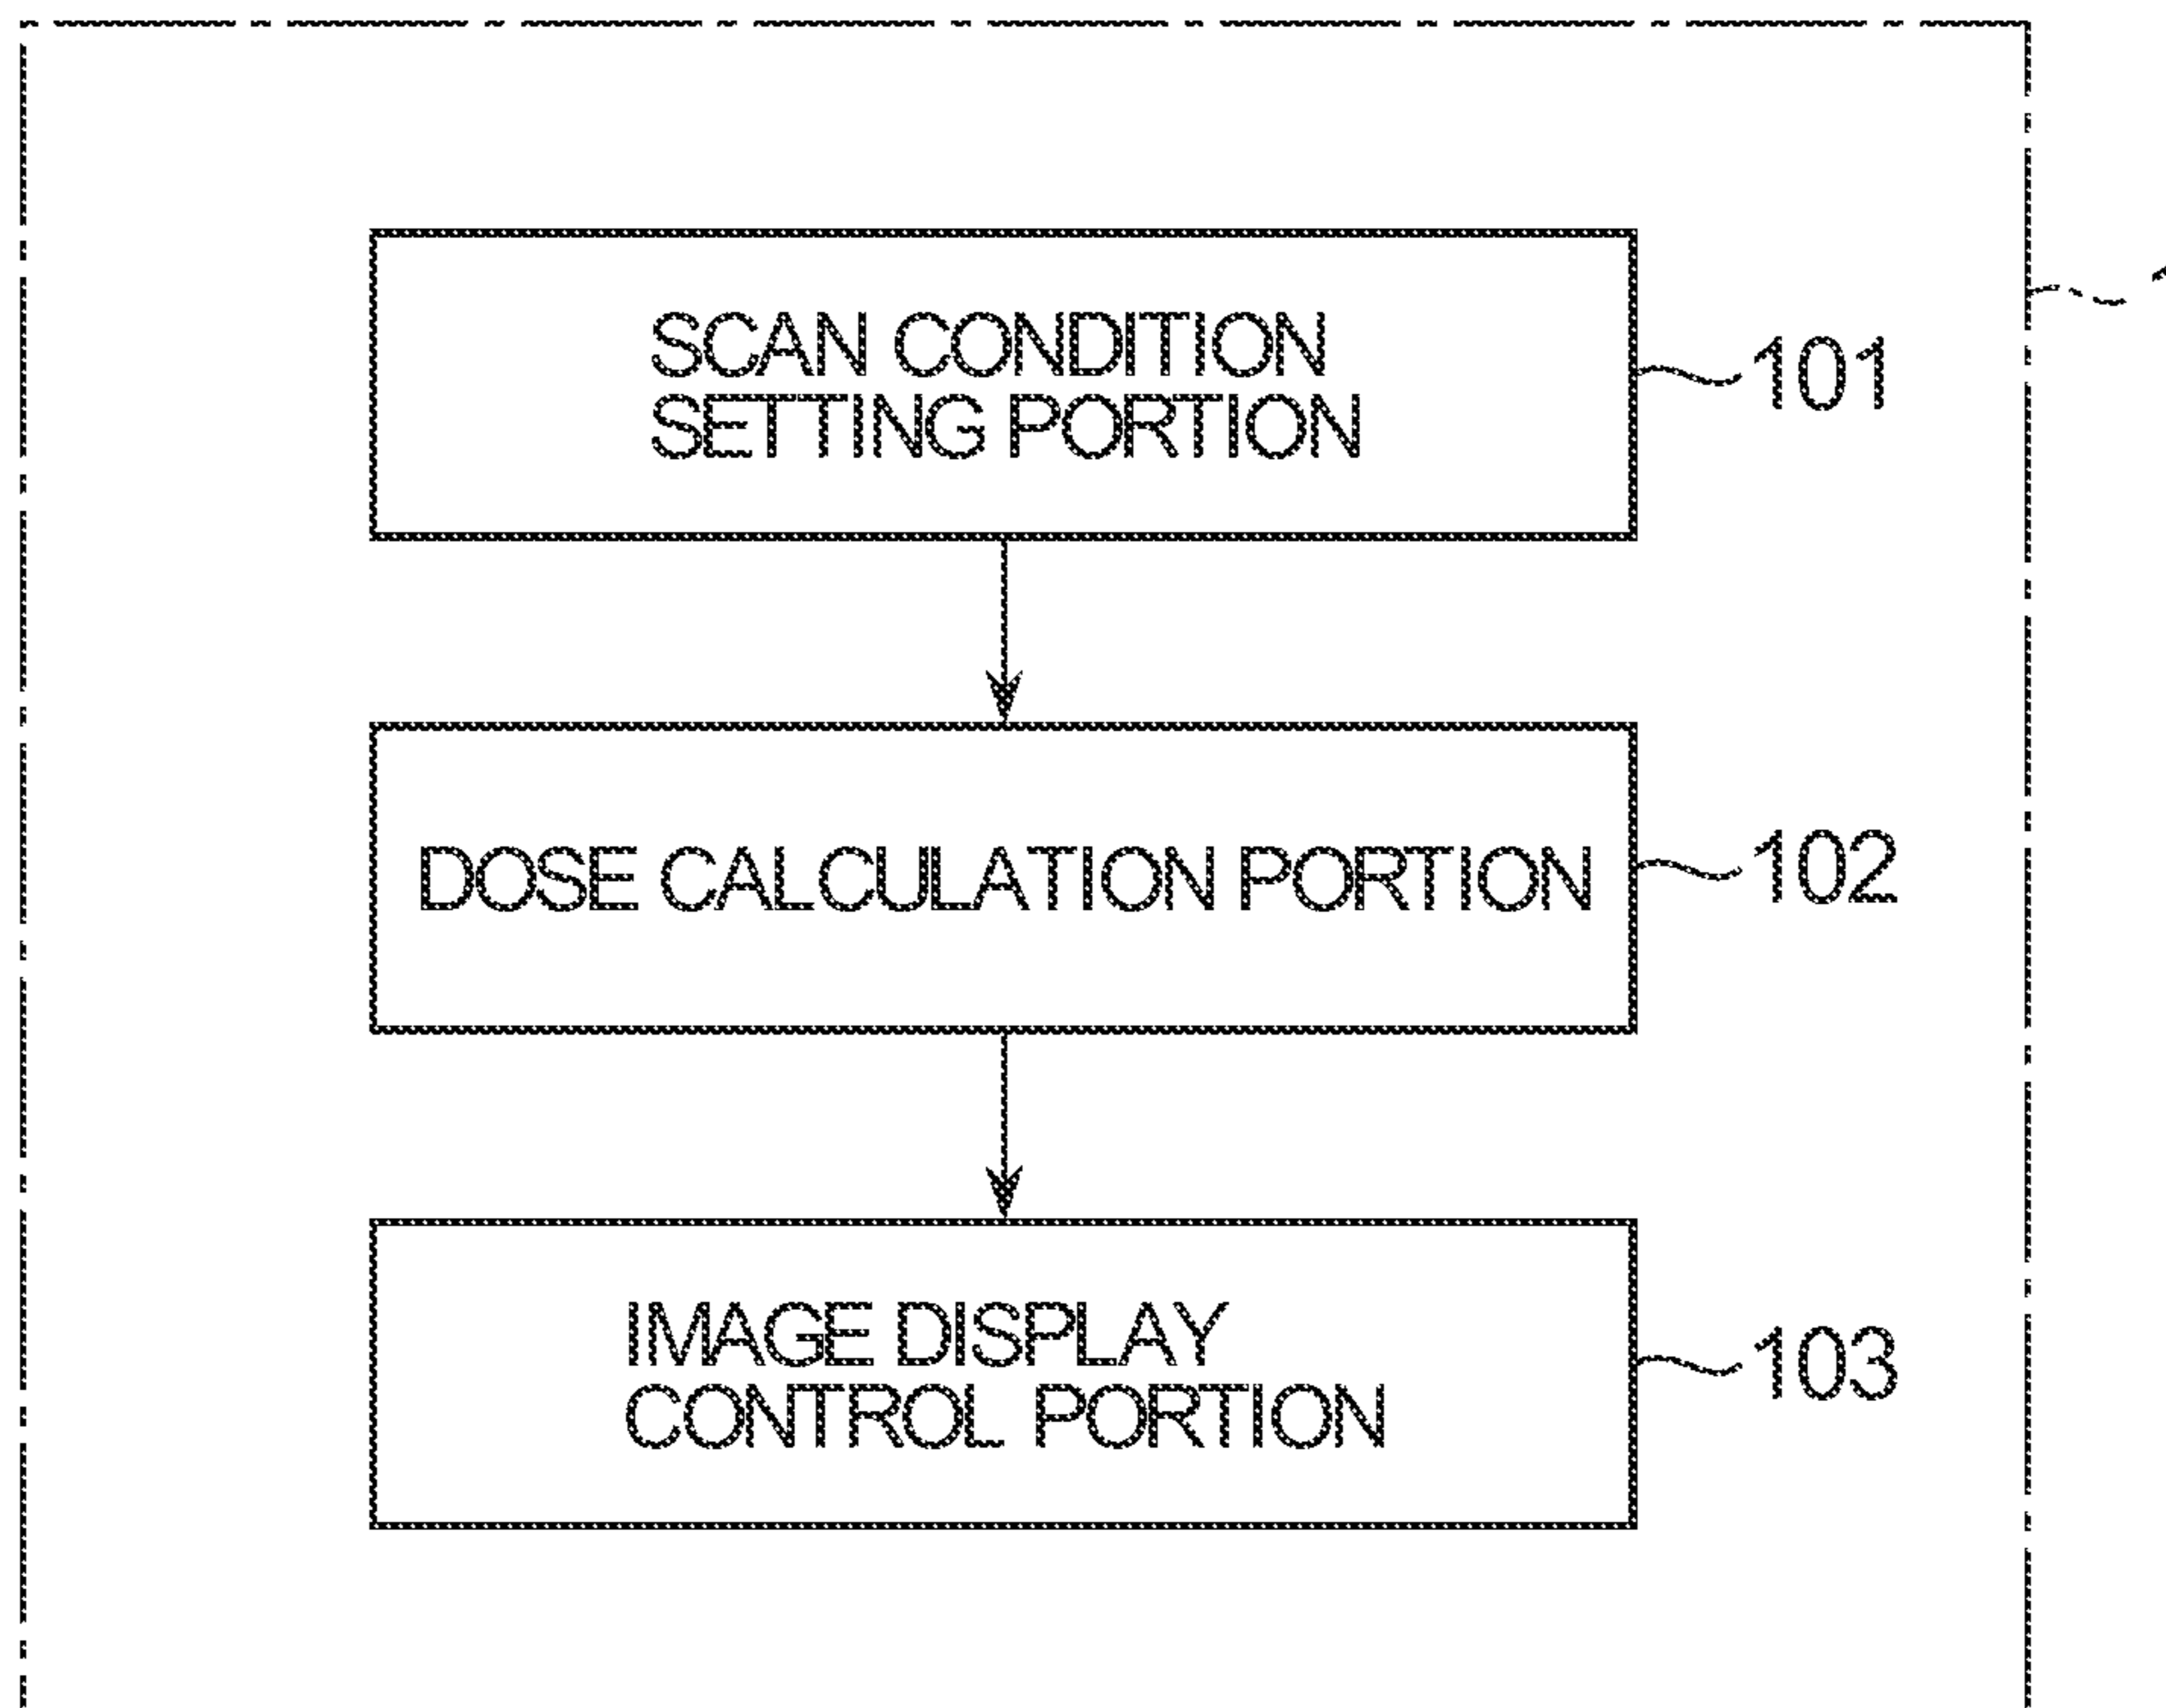 SCAN CONDITION
SETTING PORTION
101
DOSE CALCULATION PORTION
102
IMAGE DISPLAY
CONTROL PORTION
103